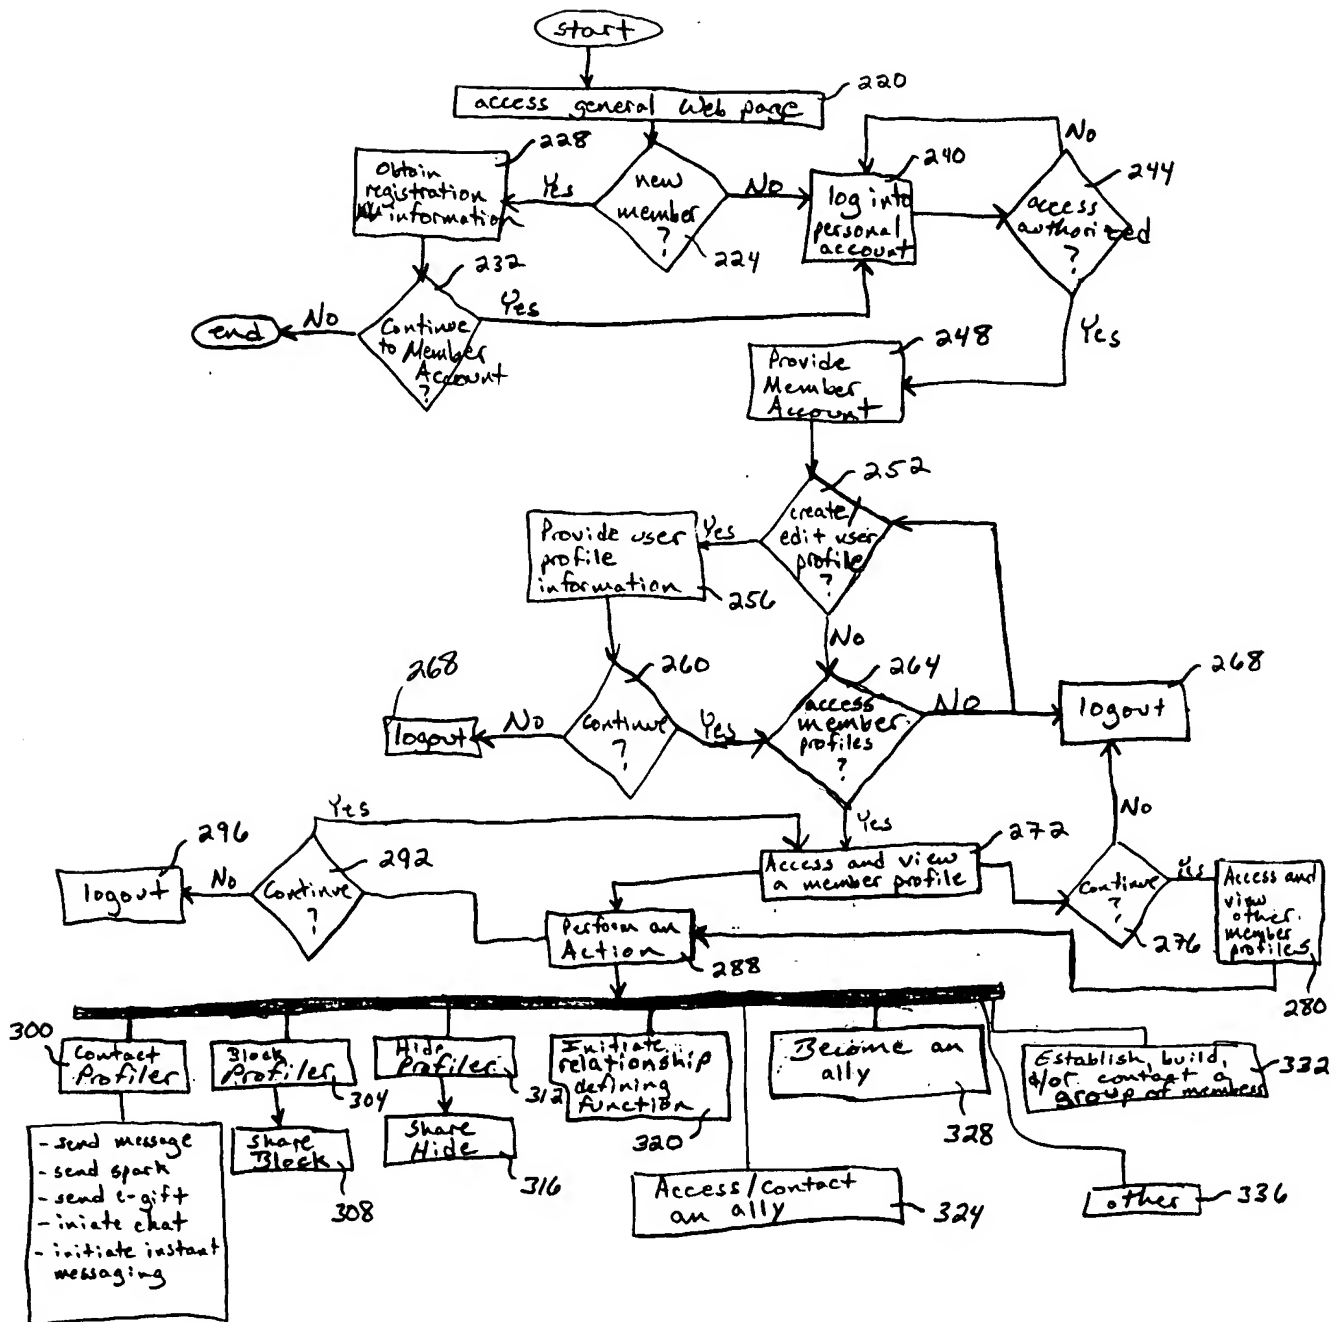 start
access general Web page
220
228
Obtain
registration
information
Yes
new
member
?
224
No
240
log into
personal
account
No
244
access
authorized
?
Yes
232
Continue
to Member
Account
?
Yes
No
end
248
Provide
Member
Account
252
create/
edit user
profile
?
Yes
Provide user
profile
information
256
No
260
Continue
?
No
268
logout
Yes
264
access
member
profiles
?
No
268
logout
Yes
No
272
Access and view
a member profile
Continue
?
276
Yes
Access and
view
other
member
profiles
280
Yes
292
Continue
?
No
296
logout
Perform an
Action
288
300
Contact
Profiler
- send message
- send spark
- send e-gift
- iniate chat
- initiate instant
messaging
Block
Profiler
304
Share
Block
308
Hide
Profiler
312
Share
Hide
316
Initiate
relationship
defining
function
320
Access/contact
an ally
324
Become an
ally
328
Establish, build,
&/or contact a
group of members
332
other
336